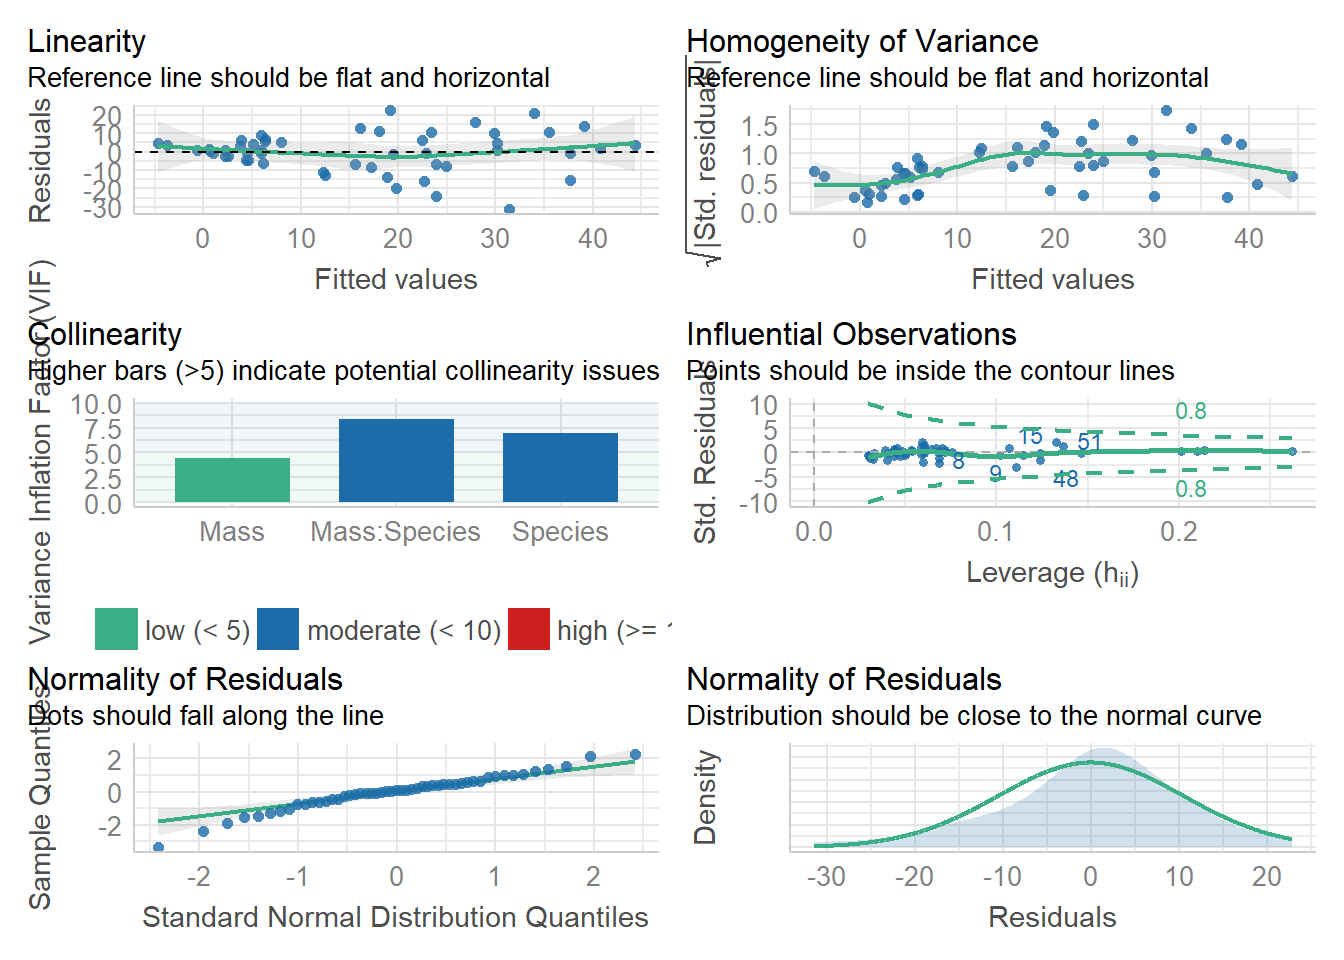 Linearity
Reference line should be flat and horizontal
Residuals
20
10
0
-10
-20
-30
0
10
20
30
40
Fitted values
Homogeneity of Variance
Reference line should be flat and horizontal
√|Std. residuals|
1.5
1.0
0.5
0.0
0
10
20
30
40
Fitted values
Collinearity
Higher bars (>5) indicate potential collinearity issues
Variance Inflation Factor (VIF)
10.0
7.5
5.0
2.5
0.0
Mass
Mass:Species
Species
low (< 5)
moderate (< 10)
high (>=
Influential Observations
Points should be inside the contour lines
Std. Residuals
10
5
0
-5
-10
0.8
15
51
8
9
48
0.8
0.0
0.1
0.2
Leverage (hii)
Normality of Residuals
Dots should fall along the line
Sample Quantiles
2
0
-2
-2
-1
0
1
2
Standard Normal Distribution Quantiles
Normality of Residuals
Distribution should be close to the normal curve
Density
-30
-20
-10
0
10
20
Residuals